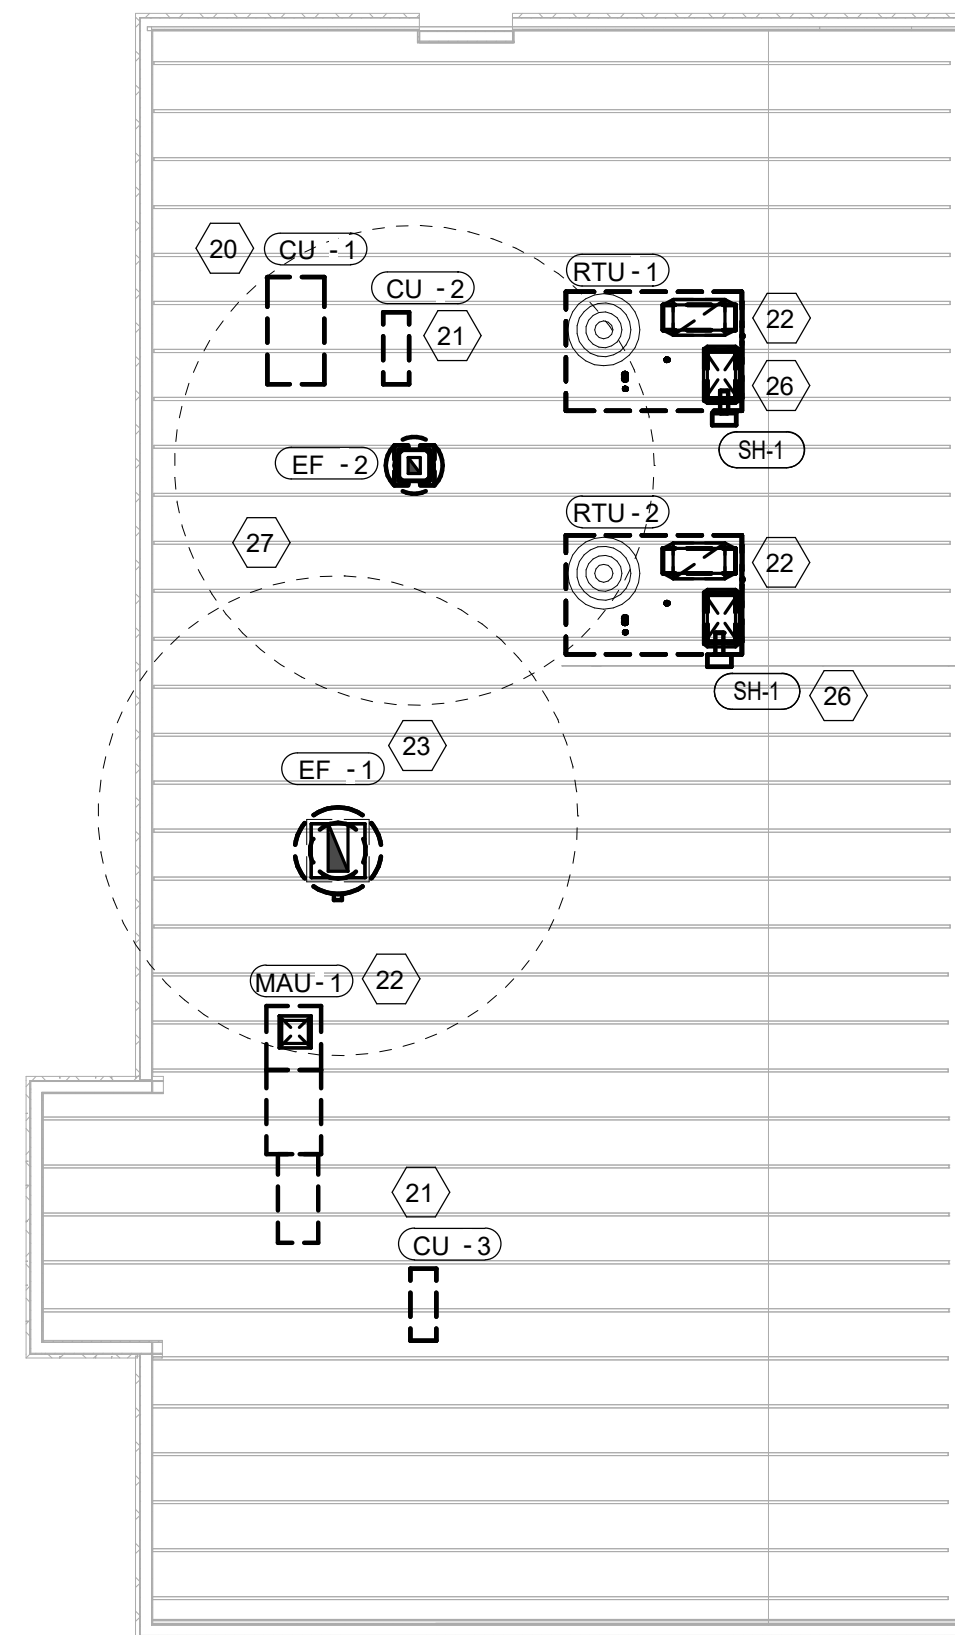 20
CU - 1
RTU - 1
CU - 2
22
21
26
SH-1
EF - 2
RTU - 2
27
22
SH-1
26
23
EF - 1
MAU - 1
22
21
CU - 3